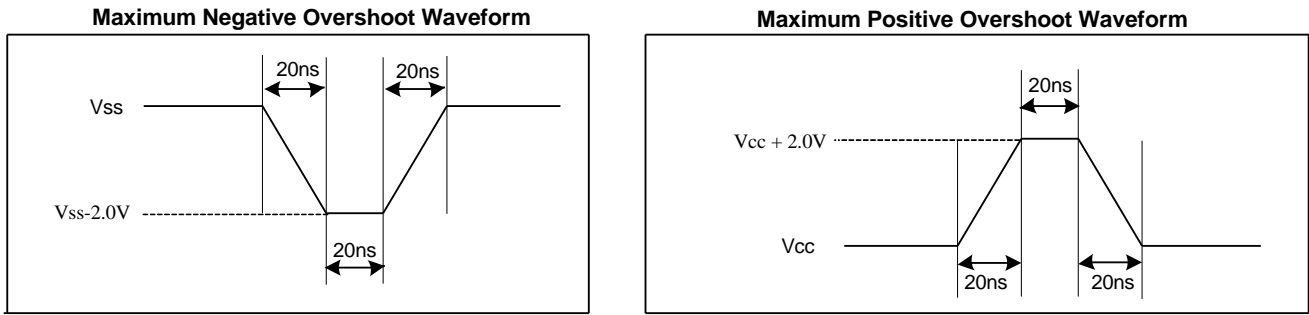 Maximum Negative Overshoot Waveform
20ns
20ns
Vss
Vss-2.0V
20ns
Maximum Positive Overshoot Waveform
20ns
Vcc + 2.0V
Vcc
20ns
20ns